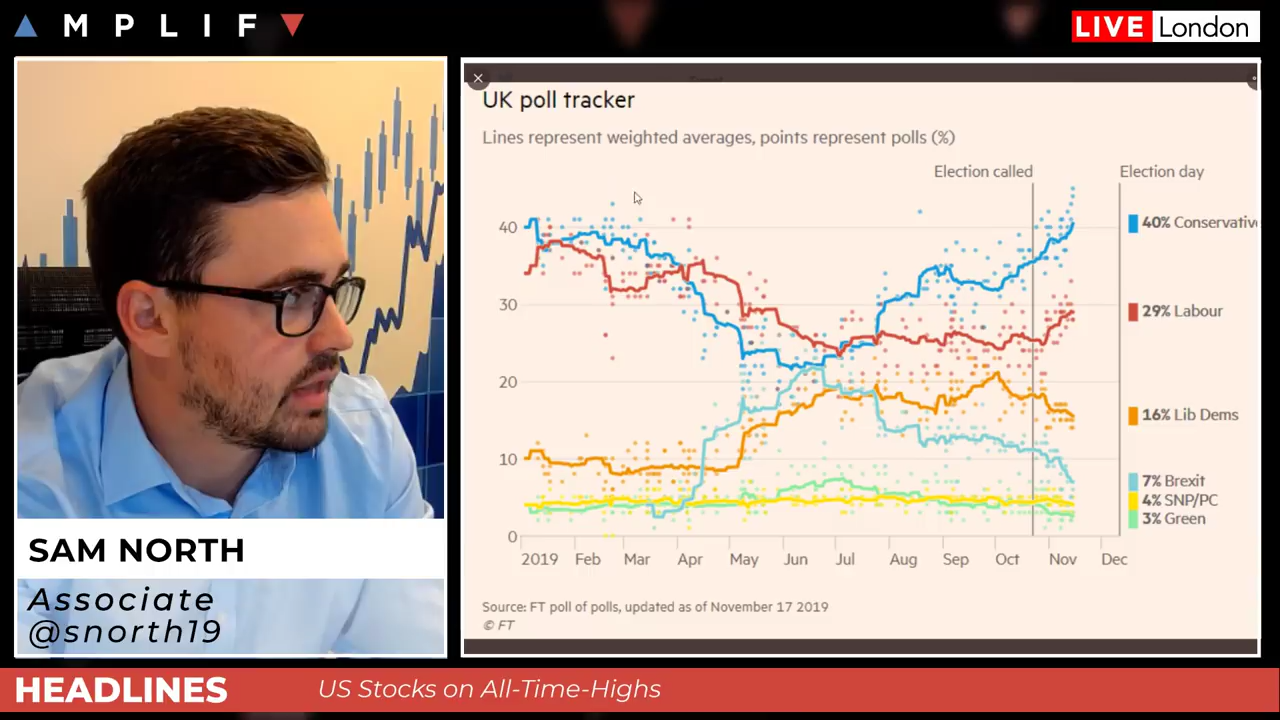 MPLIF
LIVE London
UK poll tracker
Lines represent weighted averages, points represent polls (%)
Election called
Election day
40
30
20
10
0
40% Conservativ
29% Labour
16% Lib Dems
7% Brexit
4% SNP/PC
3% Green
2019 Feb Mar Apr May Jun Jul Aug Sep Oct Nov Dec
Source: FT poll of polls, updated as of November 17 2019
© FT
SAM NORTH
Associate
@snorth19
HEADLINES US Stocks on All-Time-Highs